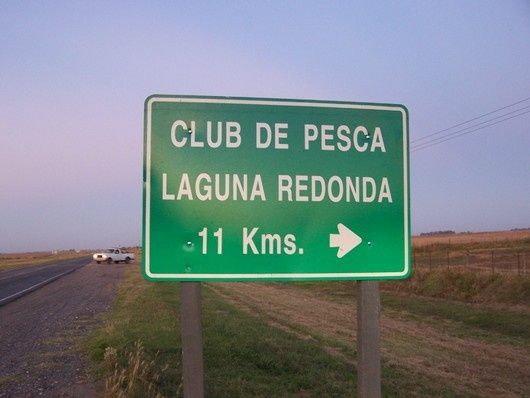 CLUB DE PESCA
LAGUNA REDONDA
11 Kms.